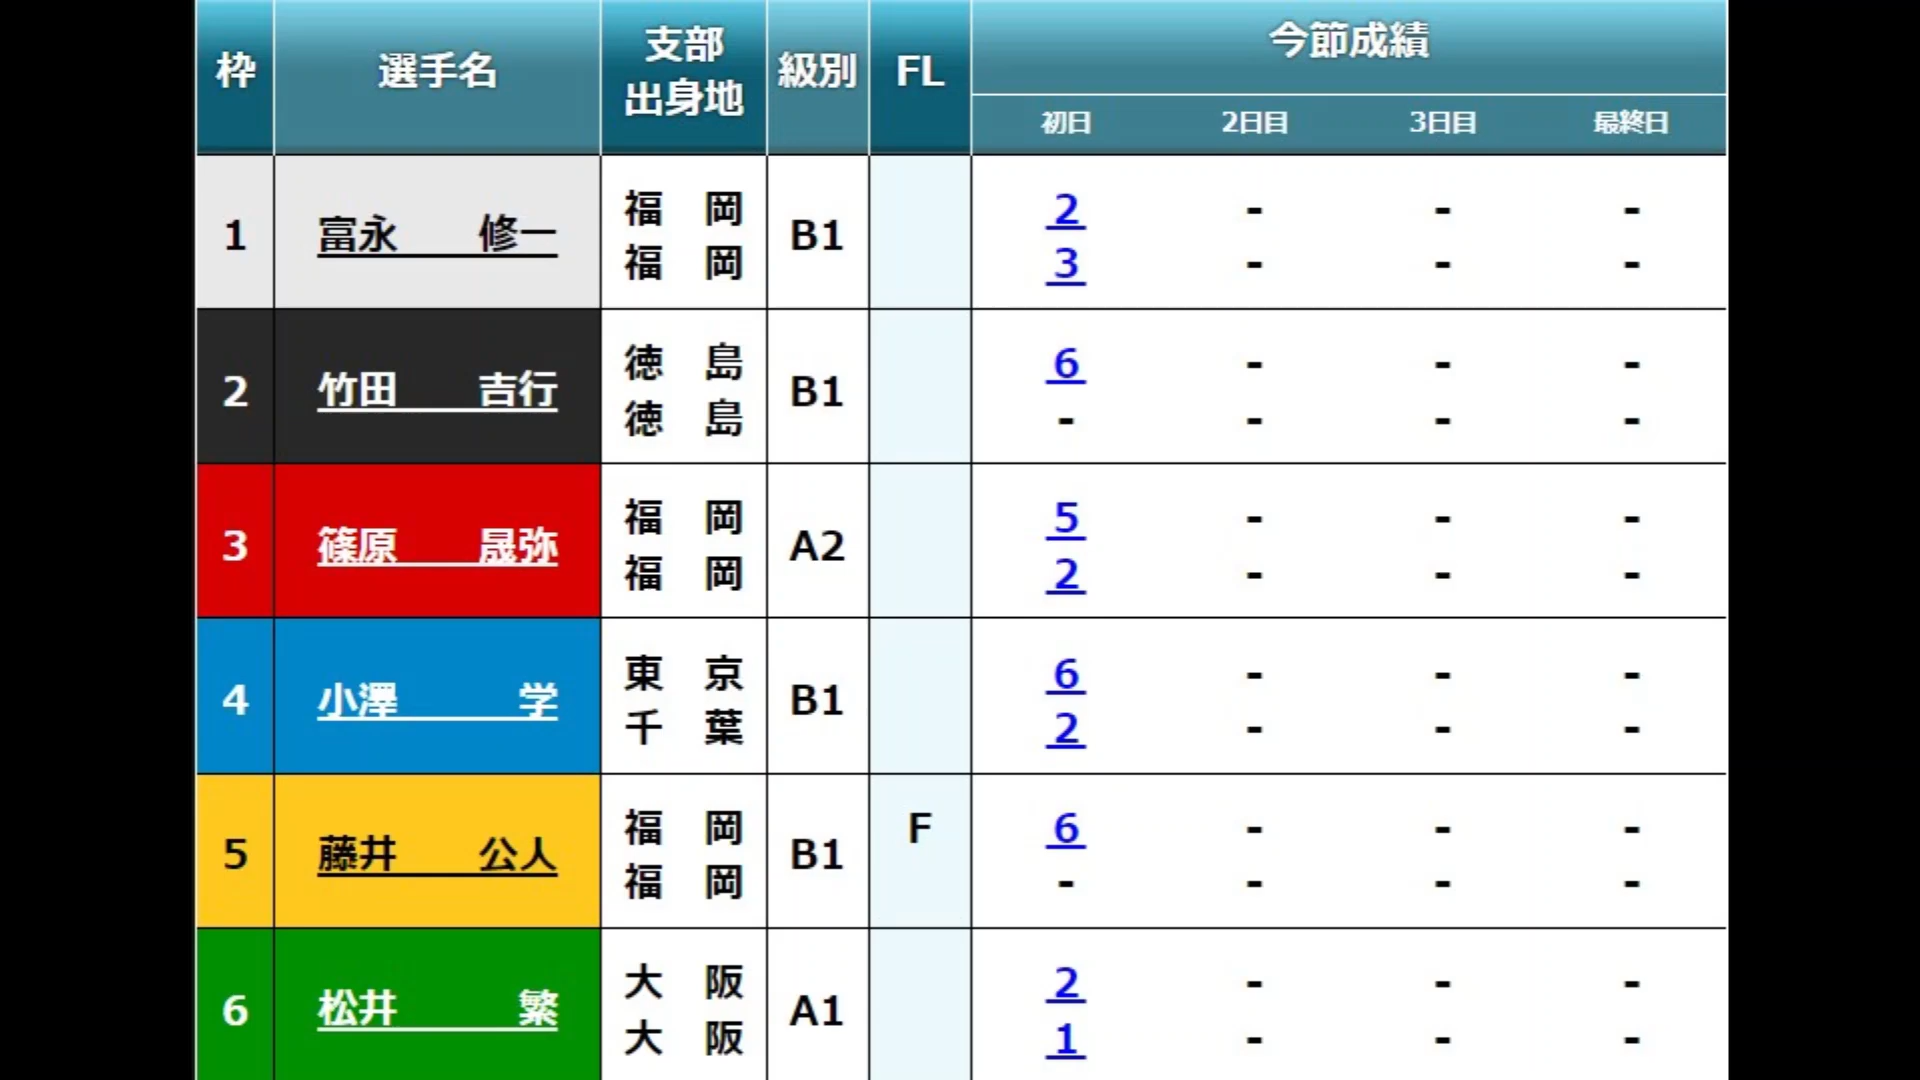 枠 選手名 支部 出身地 級別 FL 今節成績
初日 2日目 3日目 最終日
1 富永 修一 福岡 福岡 B1 2 - - -
3 - - -
2 竹田 吉行 徳島 徳島 B1 6 - - -
- - - -
3 篠原 晟弥 福岡 福岡 A2 5 - - -
2 - - -
4 小澤 学 東京 千葉 B1 6 - - -
2 - - -
5 藤井 公人 福岡 福岡 B1 F 6 - - -
- - - -
6 松井 繁 大阪 大阪 A1 2 - - -
1 - - -